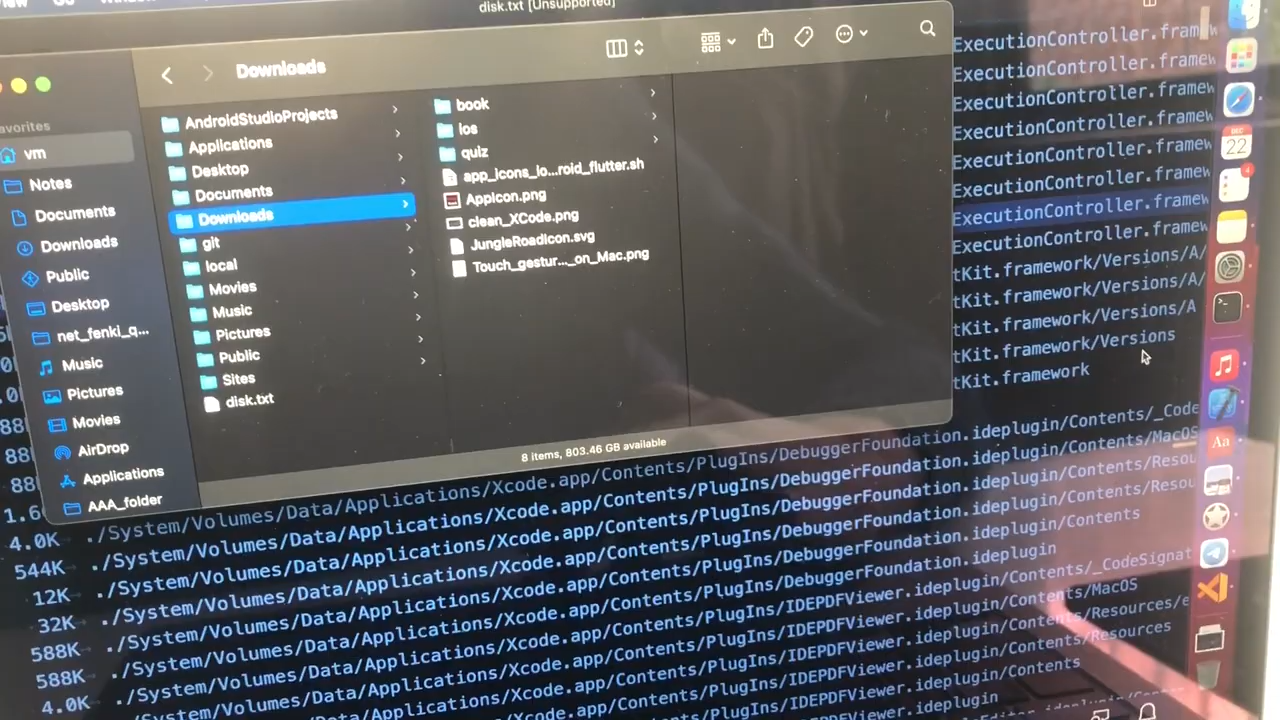 disk.txt [Unsupported]
Downloads
Favorites
vm
Notes
Documents
Downloads
Public
Desktop
net_fenki_q...
Music
Pictures
Movies
AirDrop
Applications
AAA_folder
AndroidStudioProjects
Applications
Desktop
Documents
Downloads
git
local
Movies
Music
Pictures
Public
Sites
disk.txt
book
ios
quiz
app_icons_io...roid_flutter.sh
AppIcon.png
clean_XCode.png
JungleRoadIcon.svg
Touch_gestur..._on_Mac.png
8 items, 803.46 GB available
ExecutionController.framew
ExecutionController.framew
ExecutionController.framew
ExecutionController.framew
ExecutionController.framew
ExecutionController.framew
ExecutionController.framew
ExecutionController.framew
tKit.framework/Versions/A/
tKit.framework/Versions/A/
tKit.framework/Versions/A
tKit.framework/Versions
tKit.framework
./System/Volumes/Data/Applications/Xcode.app/Contents/PlugIns/DebuggerFoundation.ideplugin/Contents/_Code
4.0K ./System/Volumes/Data/Applications/Xcode.app/Contents/PlugIns/DebuggerFoundation.ideplugin/Contents/MacOS
544K ./System/Volumes/Data/Applications/Xcode.app/Contents/PlugIns/DebuggerFoundation.ideplugin/Contents/Resou
12K ./System/Volumes/Data/Applications/Xcode.app/Contents/PlugIns/DebuggerFoundation.ideplugin/Contents
32K ./System/Volumes/Data/Applications/Xcode.app/Contents/PlugIns/DebuggerFoundation.ideplugin
588K ./System/Volumes/Data/Applications/Xcode.app/Contents/PlugIns/IDEPDFViewer.ideplugin/Contents/_CodeSignat
588K ./System/Volumes/Data/Applications/Xcode.app/Contents/PlugIns/IDEPDFViewer.ideplugin/Contents/MacOS
4.0K ./System/Volumes/Data/Applications/Xcode.app/Contents/PlugIns/IDEPDFViewer.ideplugin/Contents/Resources/e
./System/Volumes/Data/Applications/Xcode.app/Contents/PlugIns/IDEPDFViewer.ideplugin/Contents/Resources
DEC
22
4
Aa